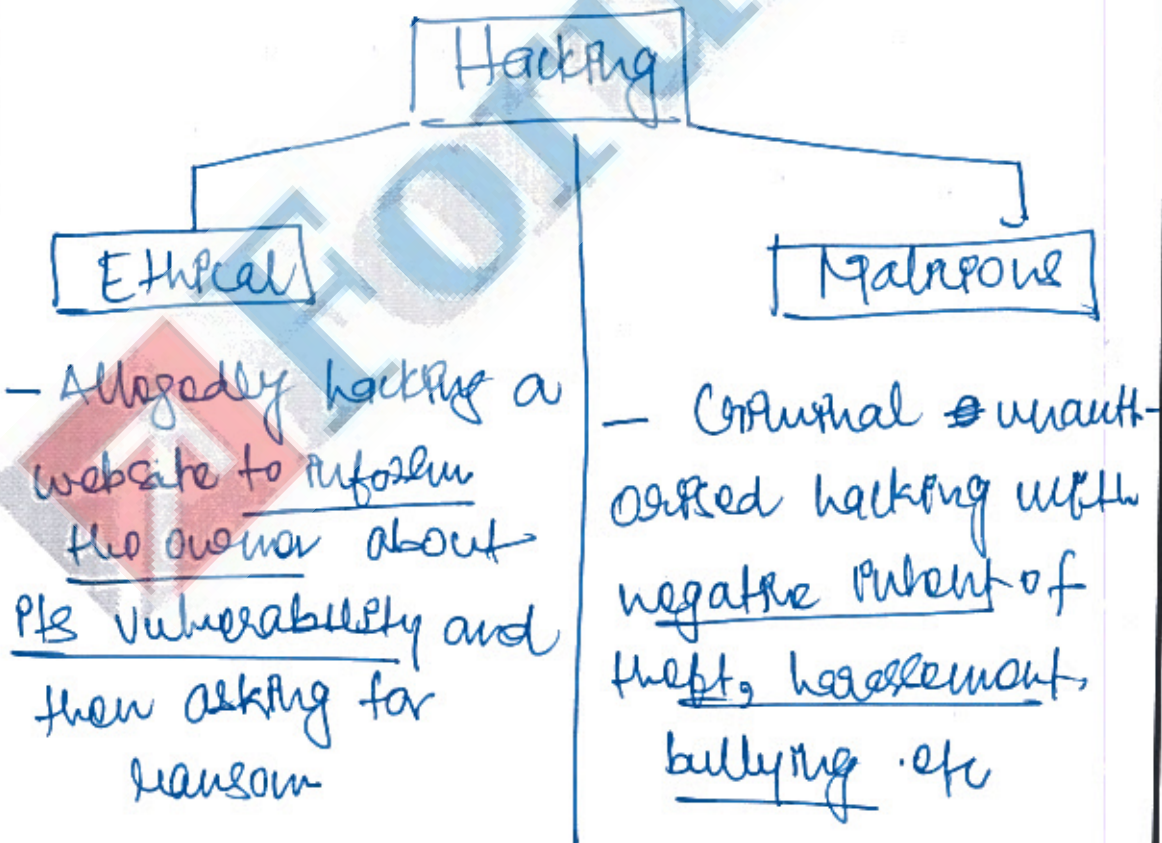 Hacking
Ethical
Malicious
– Allegedly hacking a
website to inform
the owner about
its vulnerability and
then asking for
ransom
– Criminal unauth-
orised hacking with
negative intent of
theft, harassement,
bullying .etc